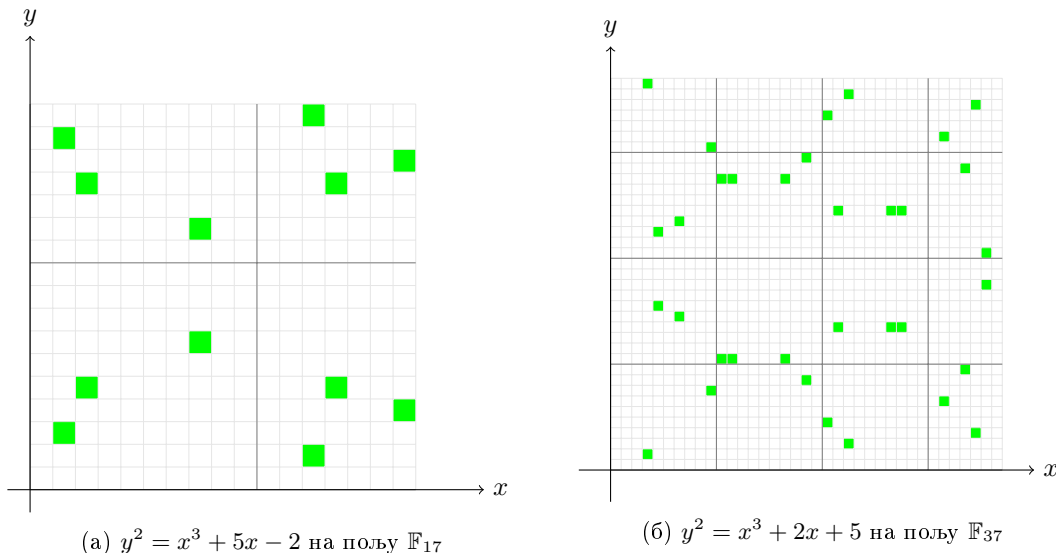 y
x
(а) y² = x³ + 5x − 2 на пољу 𝔽₁₇
y
x
(б) y² = x³ + 2x + 5 на пољу 𝔽₃₇